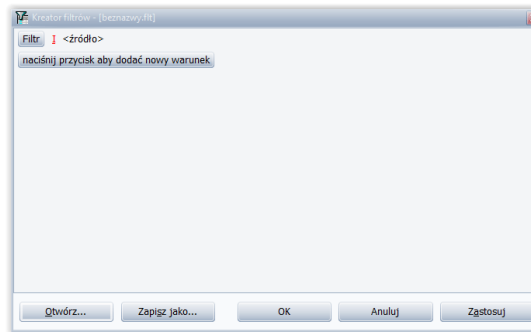 Kreator filtrów - [beznazwy.flt]
Filtr I <źródło>
naciśnij przycisk aby dodać nowy warunek
Otwórz... Zapisz jako... OK Anuluj Zastosuj